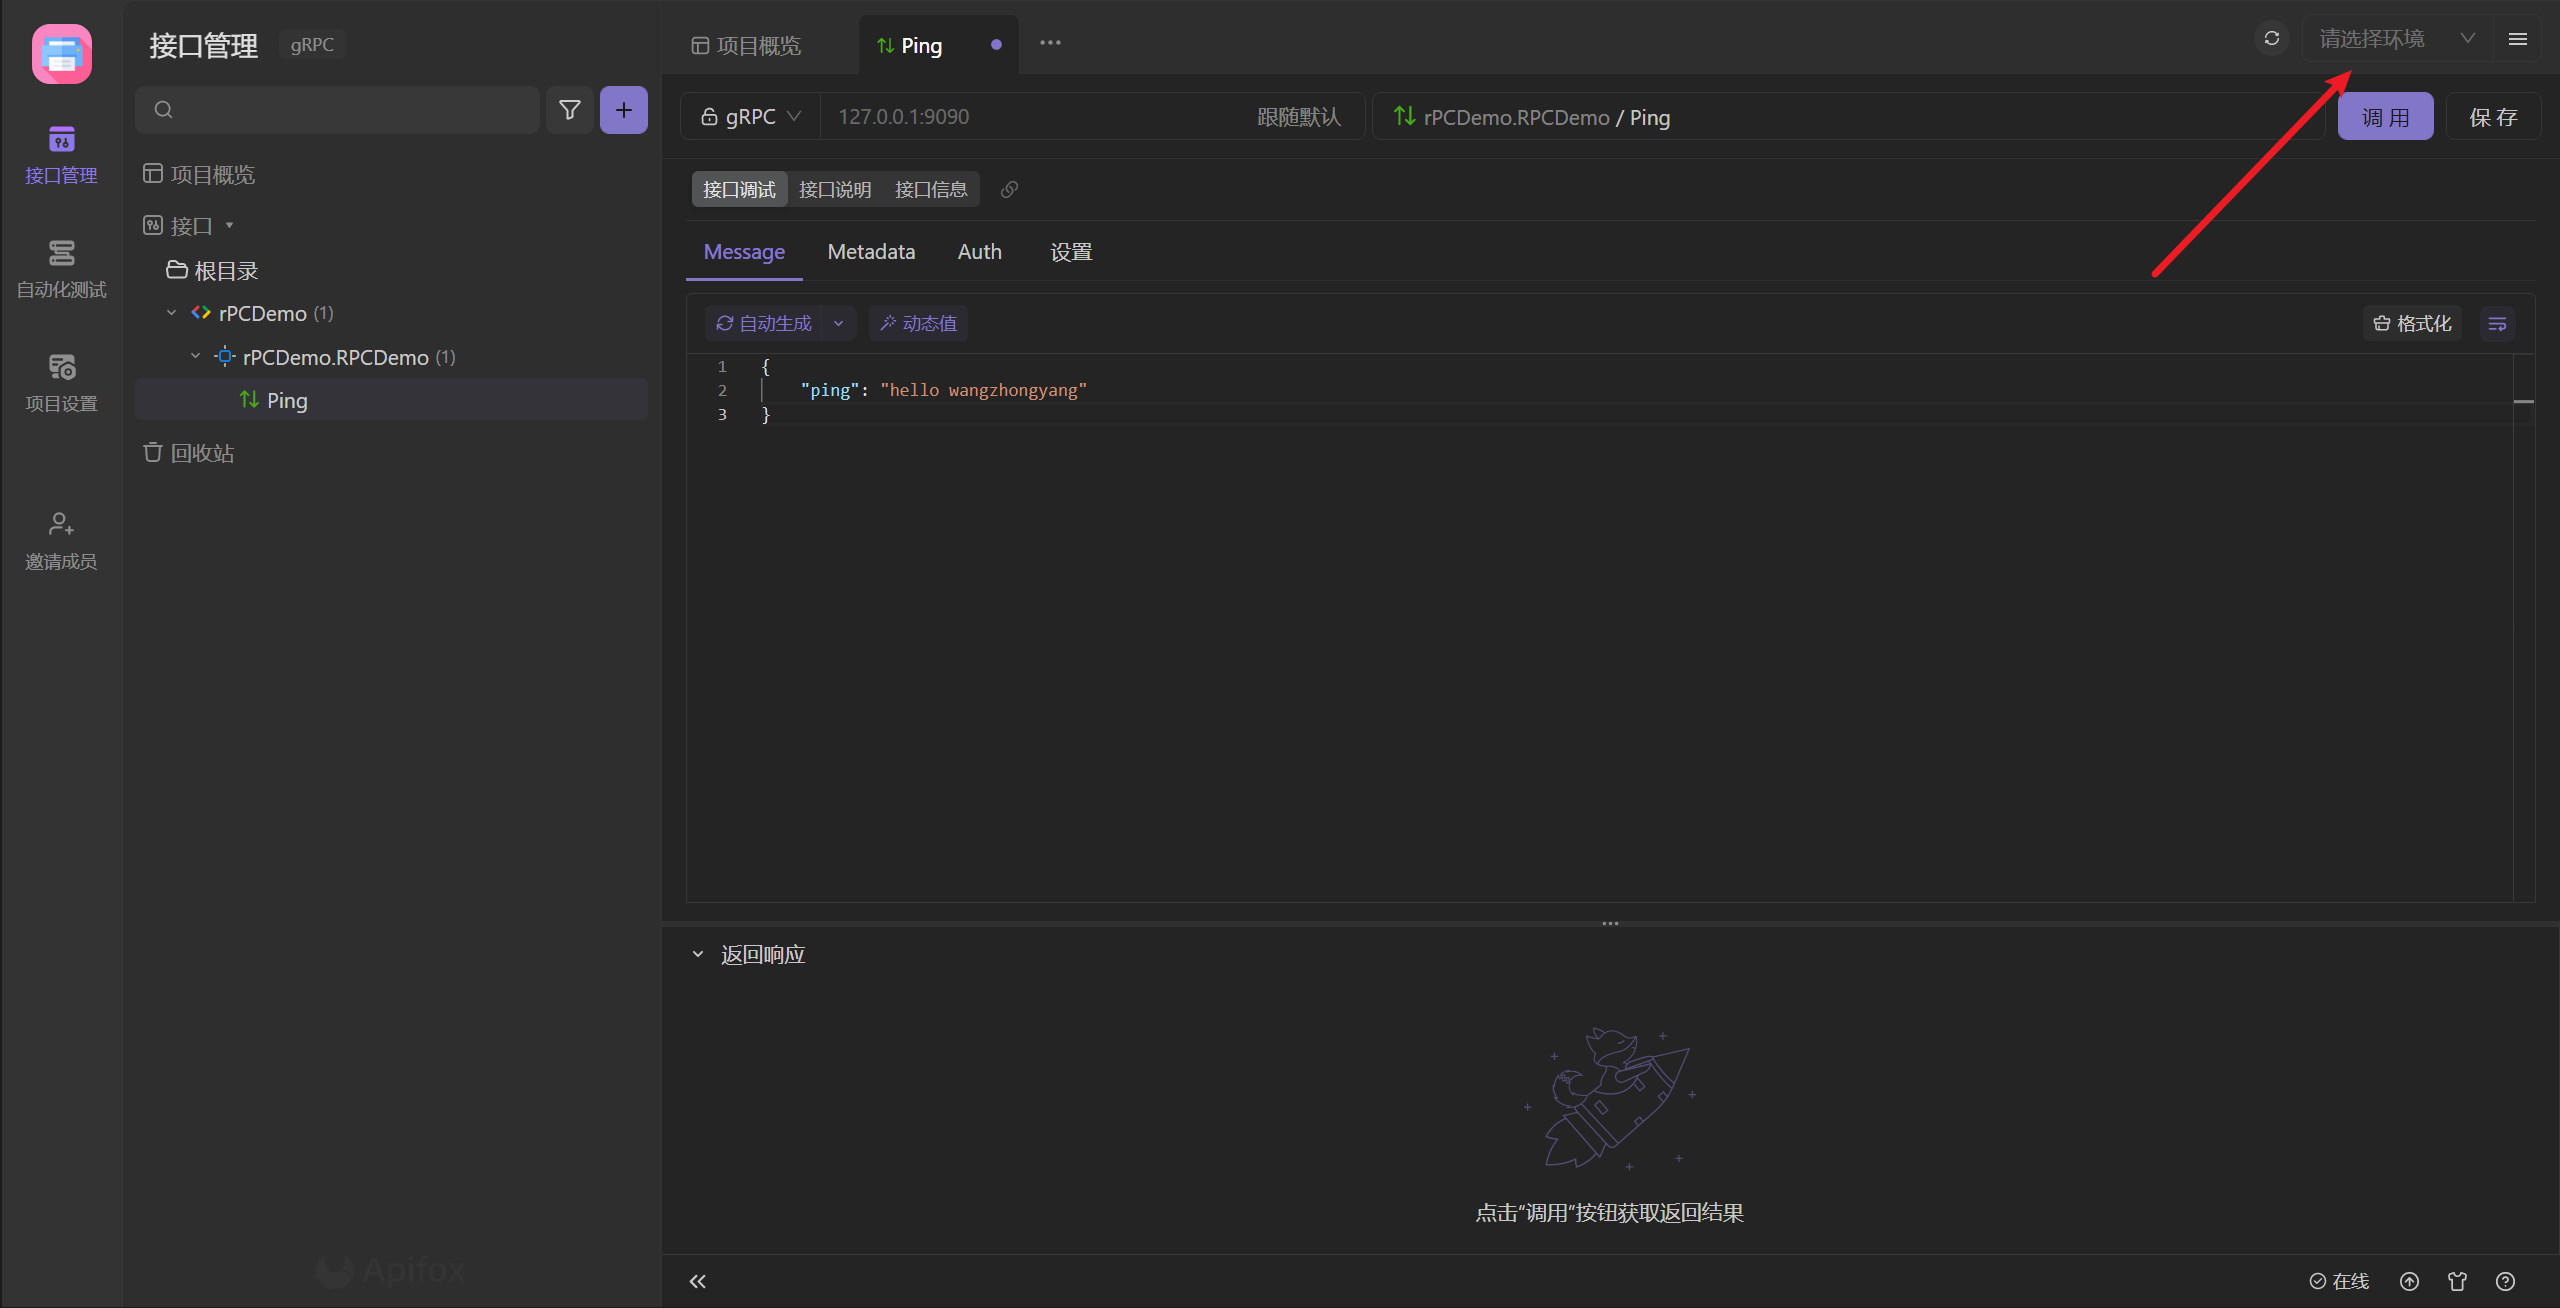 接口管理 gRPC
项目概览
Ping
请选择环境
gRPC
127.0.0.1:9090
跟随默认
rPCDemo.RPCDemo / Ping
调 用
保 存
接口管理
自动化测试
项目设置
邀请成员
项目概览
接口
根目录
rPCDemo (1)
rPCDemo.RPCDemo (1)
Ping
回收站
接口调试 接口说明 接口信息
Message Metadata Auth 设置
自动生成 动态值 格式化
1 {
2 "ping": "hello wangzhongyang"
3 }
返回响应
点击“调用”按钮获取返回结果
Apifox
在线